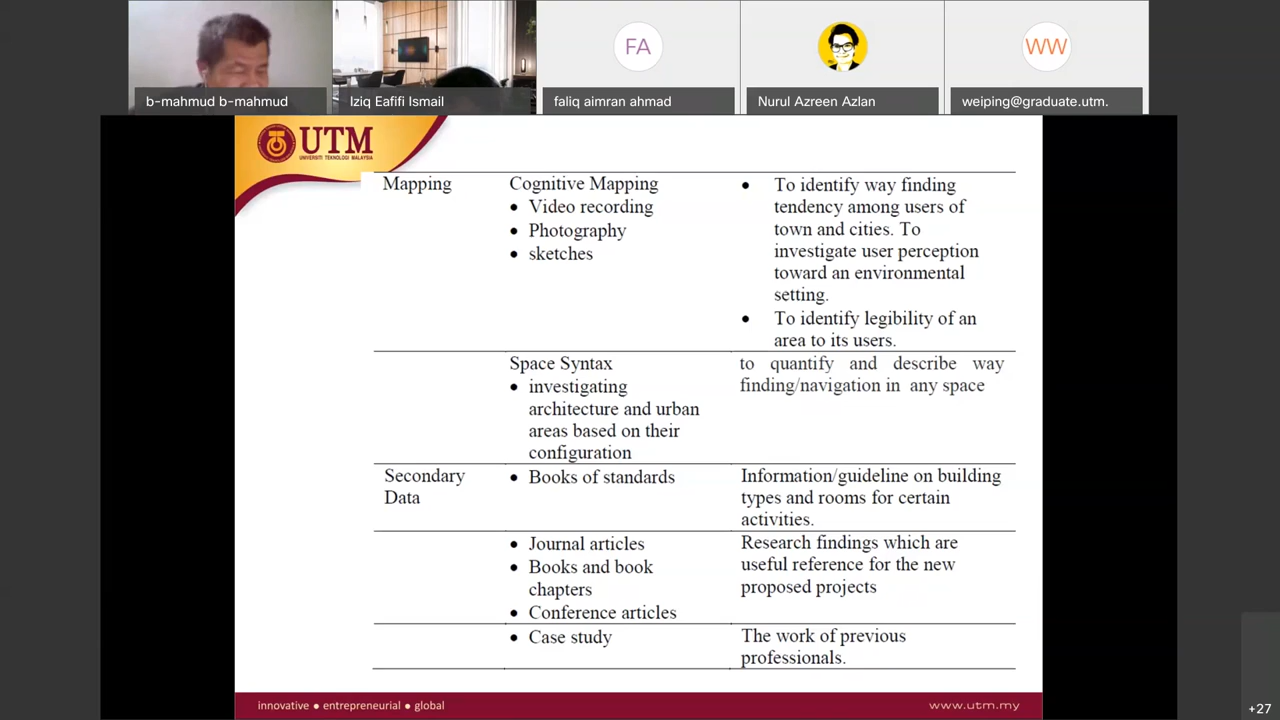 FA
WW
b-mahmud b-mahmud
Iziq Eafifi Ismail
faliq aimran ahmad
Nurul Azreen Azlan
weiping@graduate.utm.
UTM
UNIVERSITI TEKNOLOGI MALAYSIA
Mapping
Cognitive Mapping
• Video recording
• Photography
• sketches
• To identify way finding
tendency among users of
town and cities. To
investigate user perception
toward an environmental
setting.
• To identify legibility of an
area to its users.
Space Syntax
• investigating
architecture and urban
areas based on their
configuration
to quantify and describe way
finding/navigation in any space
Secondary
Data
• Books of standards
Information/guideline on building
types and rooms for certain
activities.
• Journal articles
• Books and book
chapters
• Conference articles
Research findings which are
useful reference for the new
proposed projects
• Case study
The work of previous
professionals.
innovative ● entrepreneurial ● global
www.utm.my
+27